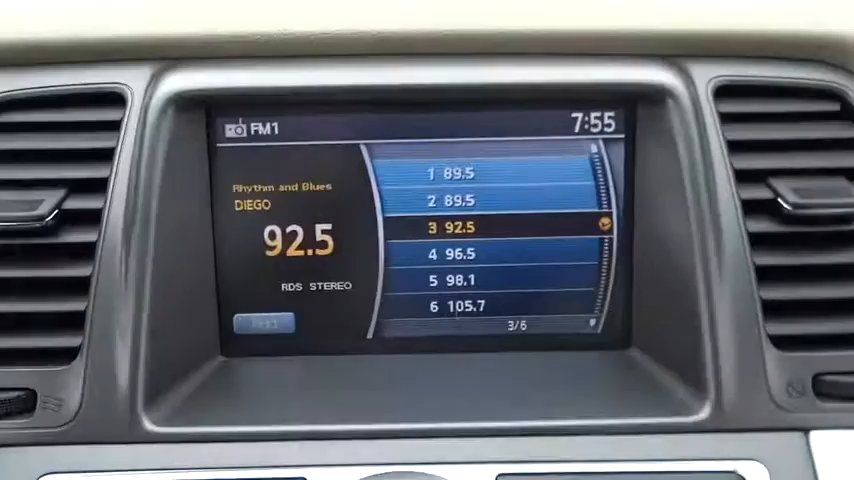 FM1
7:55
Rhythm and Blues
DIEGO
92.5
RDS STEREO
1 89.5
2 89.5
3 92.5
4 96.5
5 98.1
6 105.7
3/6